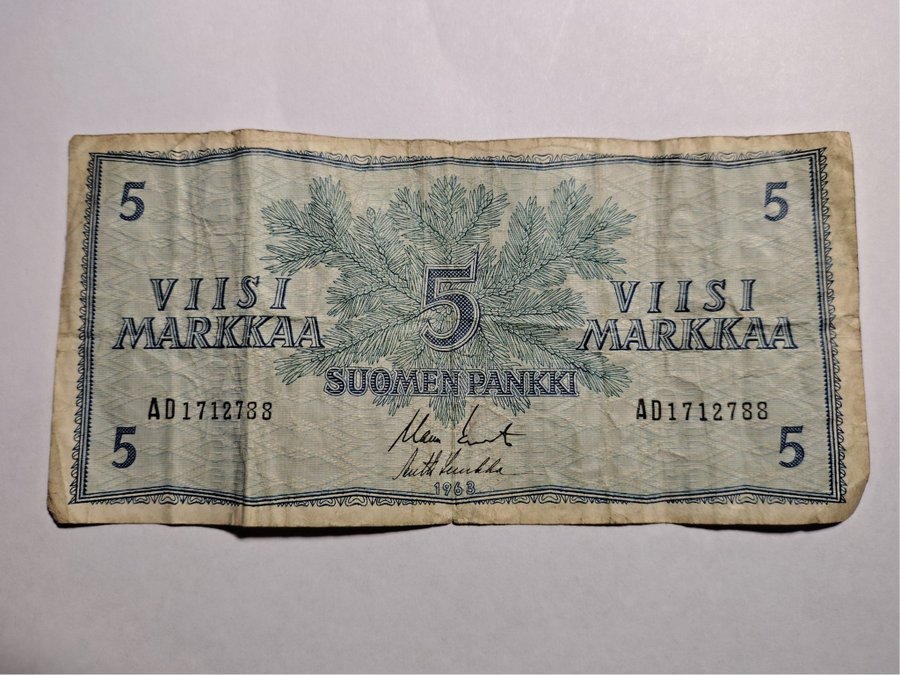 5 5
VIISI 5 VIISI
MARKKAA MARKKAA
SUOMEN PANKKI
AD1712788 AD1712788
5 5
1963